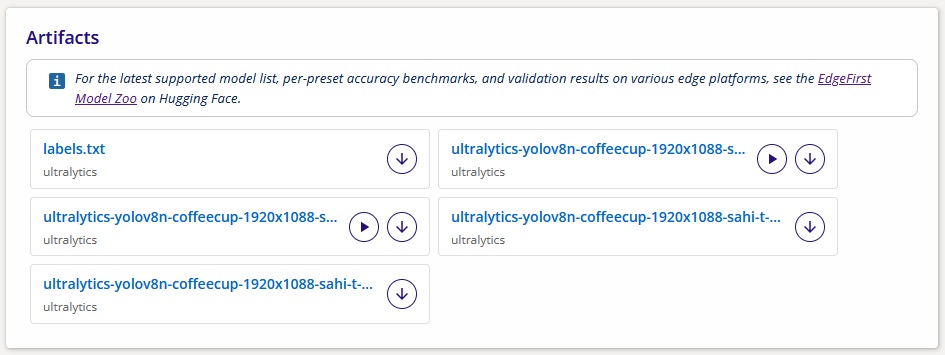 Artifacts
For the latest supported model list, per-preset accuracy benchmarks, and validation results on various edge platforms, see the EdgeFirst
Model Zoo on Hugging Face.
labels.txt
ultralytics
ultralytics-yolov8n-coffeecup-1920x1088-s...
ultralytics
ultralytics-yolov8n-coffeecup-1920x1088-s...
ultralytics
ultralytics-yolov8n-coffeecup-1920x1088-sahi-t-...
ultralytics
ultralytics-yolov8n-coffeecup-1920x1088-sahi-t-...
ultralytics